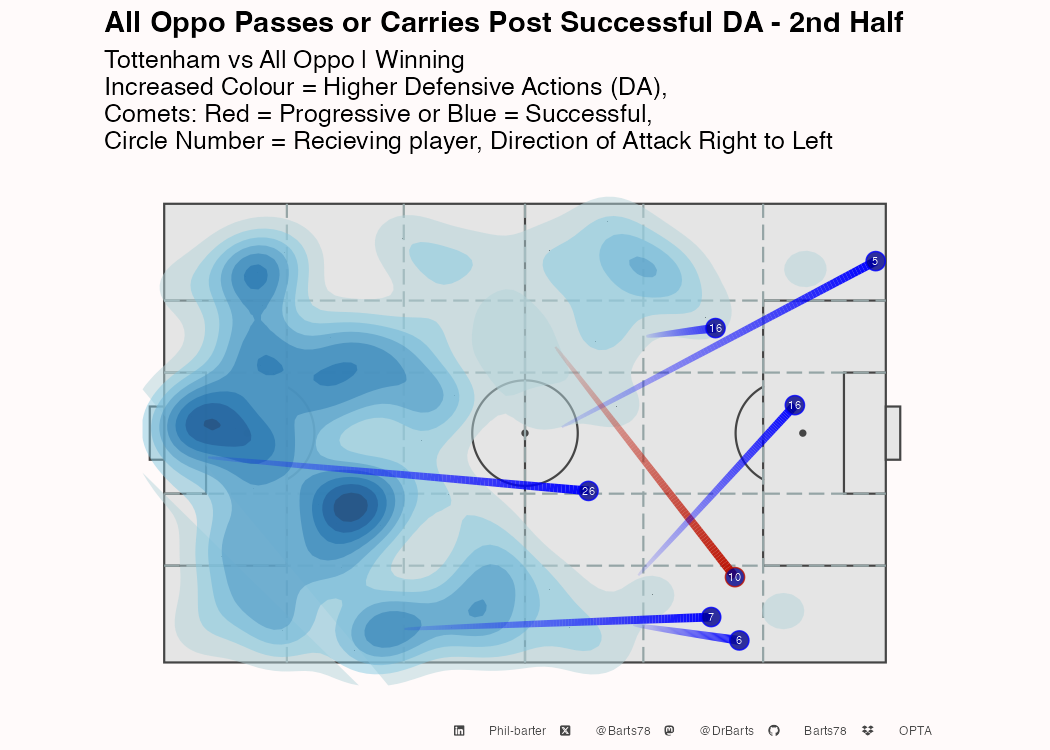 All Oppo Passes or Carries Post Successful DA - 2nd Half
Tottenham vs All Oppo | Winning
Increased Colour = Higher Defensive Actions (DA),
Comets: Red = Progressive or Blue = Successful,
Circle Number = Recieving player, Direction of Attack Right to Left
5
16
16
26
10
7
6
Phil-barter @Barts78 @DrBarts Barts78 OPTA